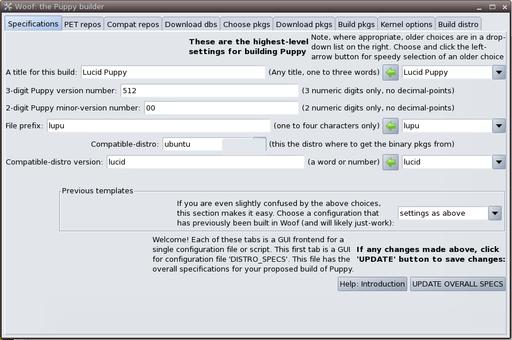 Woof: the Puppy builder
Specifications PET repos Compat repos Download dbs Choose pkgs Download pkgs Build pkgs Kernel options Build distro
These are the highest-level
settings for building Puppy
Note, where appropriate, older choices are in a drop-
down list on the right. Choose and click the left-
arrow button for speedy selection of an older choice
A title for this build: Lucid Puppy (Any title, one to three words) Lucid Puppy
3-digit Puppy version number: 512 (3 numeric digits only, no decimal-points)
2-digit Puppy minor-version number: 00 (2 numeric digits only, no decimal-points)
File prefix: lupu (one to four characters only) lupu
Compatible-distro: ubuntu (this the distro where to get the binary pkgs from)
Compatible-distro version: lucid (a word or number) lucid
Previous templates
If you are even slightly confused by the above choices,
this section makes it easy. Choose a configuration that
has previously been built in Woof (and will likely just-work):
settings as above
Welcome! Each of these tabs is a GUI frontend for a
single configuration file or script. This first tab is a GUI
for configuration file 'DISTRO_SPECS'. This file has the
overall specifications for your proposed build of Puppy.
If any changes made above, click
'UPDATE' button to save changes:
Help: Introduction UPDATE OVERALL SPECS